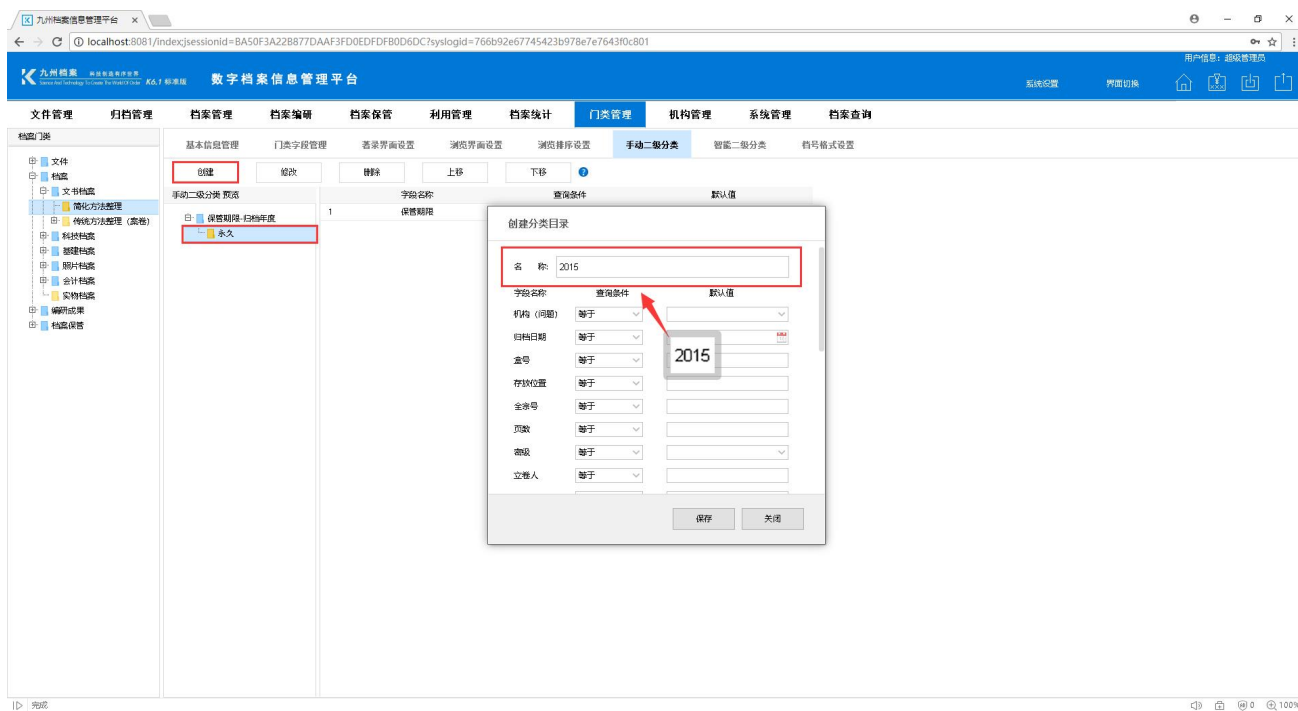 九州档案信息管理平台
localhost:8081/index;jsessionid=BA50F3A22B877DAAF3FD0EDFDFB0D6DC?syslogid=766b92e67745423b978e7e7643f0c801
用户信息：超级管理员
九州档案 科技创造有序世界 K6.1 标准版 数字档案信息管理平台
系统设置 界面切换
文件管理 归档管理 档案管理 档案编研 档案保管 利用管理 档案统计 门类管理 机构管理 系统管理 档案查询
档案门类
基本信息管理 门类字段管理 著录界面设置 浏览界面设置 浏览排序设置 手动二级分类 智能二级分类 档号格式设置
创建 修改 删除 上移 下移
文件
档案
文书档案
简化方法整理
传统方法整理（案卷）
科技档案
基建档案
照片档案
会计档案
实物档案
编研成果
档案保管
手动二级分类 预览
保管期限-归档年度
永久
字段名称 查询条件 默认值
1 保管期限
创建分类目录
名 称: 2015
字段名称 查询条件 默认值
机构（问题） 等于
归档日期 等于
盒号 等于
2015
存放位置 等于
全宗号 等于
页数 等于
密级 等于
立卷人 等于
保存 关闭
完成
0 100%